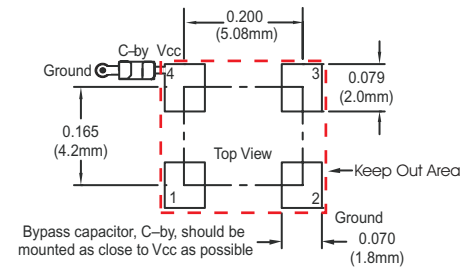 0.200
(5.08mm)
C–by Vcc
Ground
4
3
0.079
(2.0mm)
0.165
(4.2mm)
Top View
Keep Out Area
1
2
Ground
Bypass capacitor, C–by, should be
mounted as close to Vcc as possible
0.070
(1.8mm)